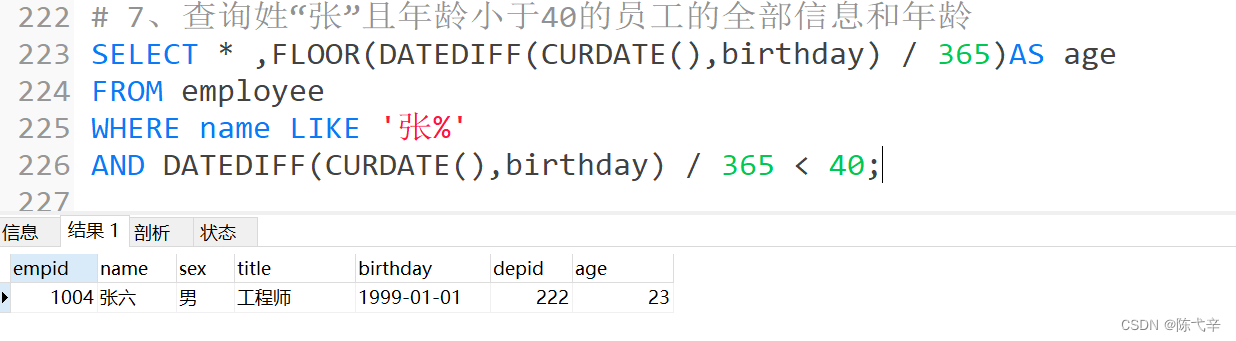 222 # 7、查询姓“张”且年龄小于40的员工的全部信息和年龄
223 SELECT * ,FLOOR(DATEDIFF(CURDATE(),birthday) / 365)AS age
224 FROM employee
225 WHERE name LIKE '张%'
226 AND DATEDIFF(CURDATE(),birthday) / 365 < 40;
227
信息 结果 1 剖析 状态
empid name sex title birthday depid age
1004 张六 男 工程师 1999-01-01 222 23
CSDN @陈弋辛